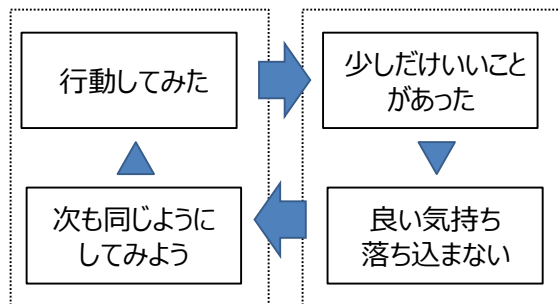 行動してみた
少しだけいいこと
があった
次も同じように
してみよう
良い気持ち
落ち込まない